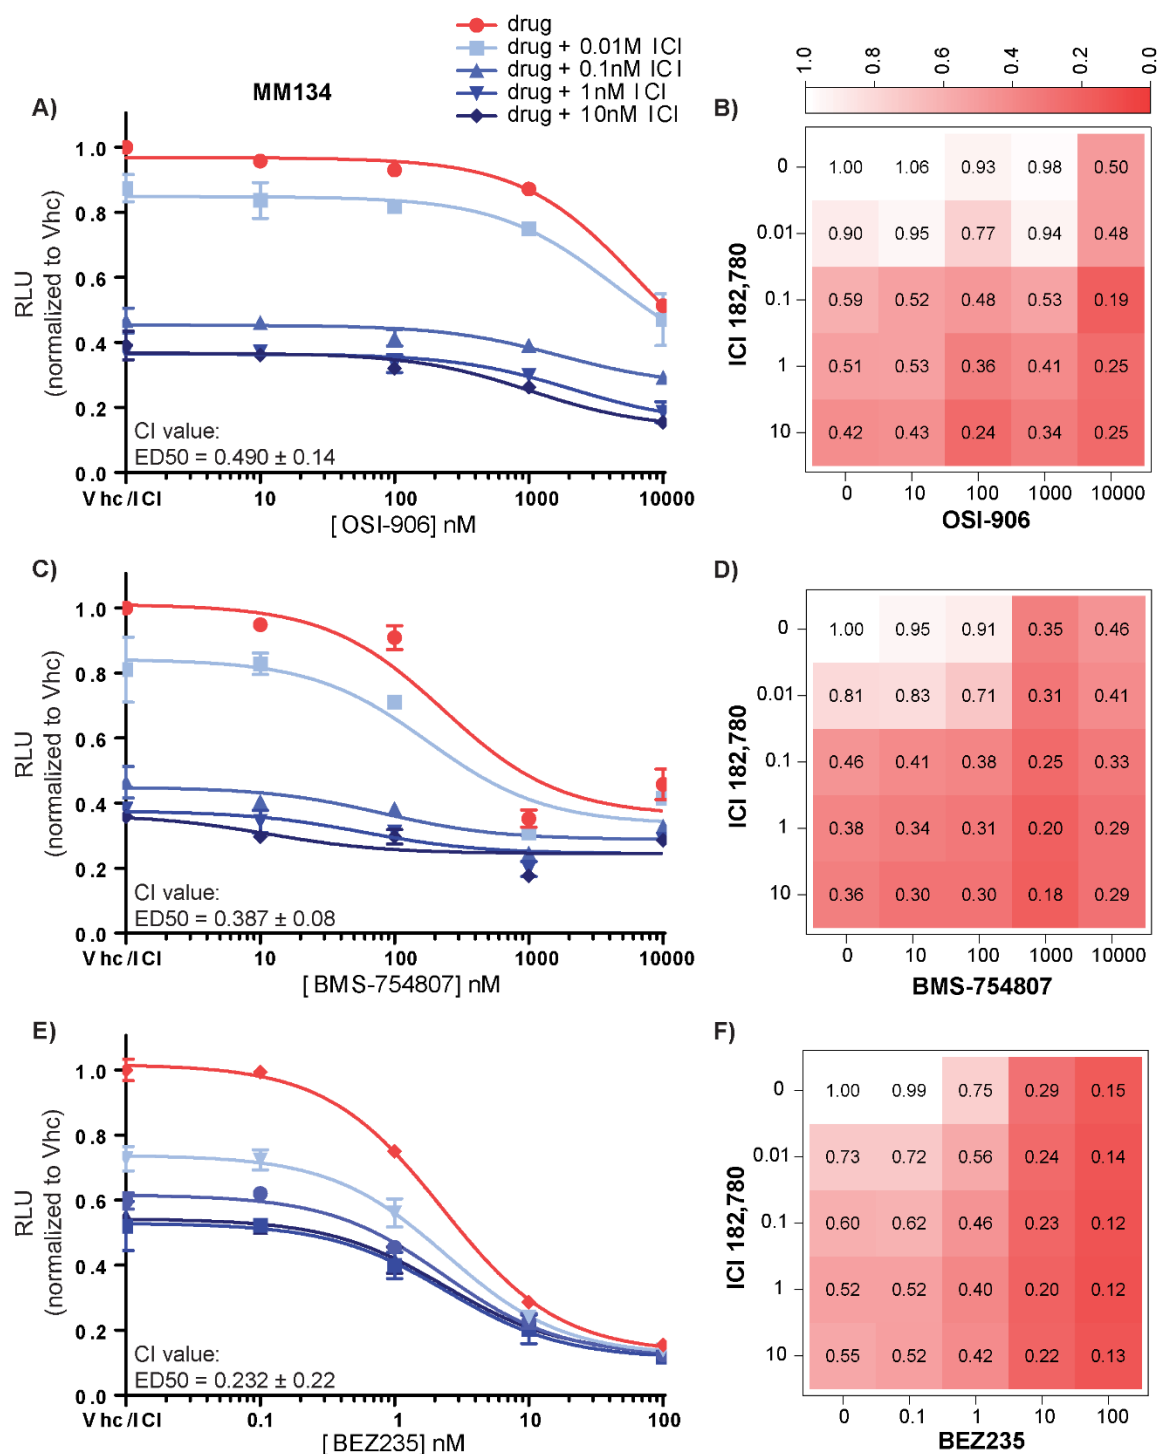 drug
drug + 0.01M ICI
drug + 0.1nM ICI
drug + 1nM ICI
drug + 10nM ICI
MM134
A)
1.0
0.8
0.6
0.4
0.2
0.0
RLU
(normalized to Vhc)
CI value:
ED50 = 0.490 ± 0.14
Vhc/ICI 10 100 1000 10000
[OSI-906] nM
B)
1.0 0.8 0.6 0.4 0.2 0.0
ICI 182,780
0 1.00 1.06 0.93 0.98 0.50
0.01 0.90 0.95 0.77 0.94 0.48
0.1 0.59 0.52 0.48 0.53 0.19
1 0.51 0.53 0.36 0.41 0.25
10 0.42 0.43 0.24 0.34 0.25
0 10 100 1000 10000
OSI-906
C)
1.0
0.8
0.6
0.4
0.2
0.0
RLU
(normalized to Vhc)
CI value:
ED50 = 0.387 ± 0.08
Vhc/ICI 10 100 1000 10000
[BMS-754807] nM
D)
ICI 182,780
0 1.00 0.95 0.91 0.35 0.46
0.01 0.81 0.83 0.71 0.31 0.41
0.1 0.46 0.41 0.38 0.25 0.33
1 0.38 0.34 0.31 0.20 0.29
10 0.36 0.30 0.30 0.18 0.29
0 10 100 1000 10000
BMS-754807
E)
1.0
0.8
0.6
0.4
0.2
0.0
RLU
(normalized to Vhc)
CI value:
ED50 = 0.232 ± 0.22
Vhc/ICI 0.1 1 10 100
[BEZ235] nM
F)
ICI 182,780
0 1.00 0.99 0.75 0.29 0.15
0.01 0.73 0.72 0.56 0.24 0.14
0.1 0.60 0.62 0.46 0.23 0.12
1 0.52 0.52 0.40 0.20 0.12
10 0.55 0.52 0.42 0.22 0.13
0 0.1 1 10 100
BEZ235